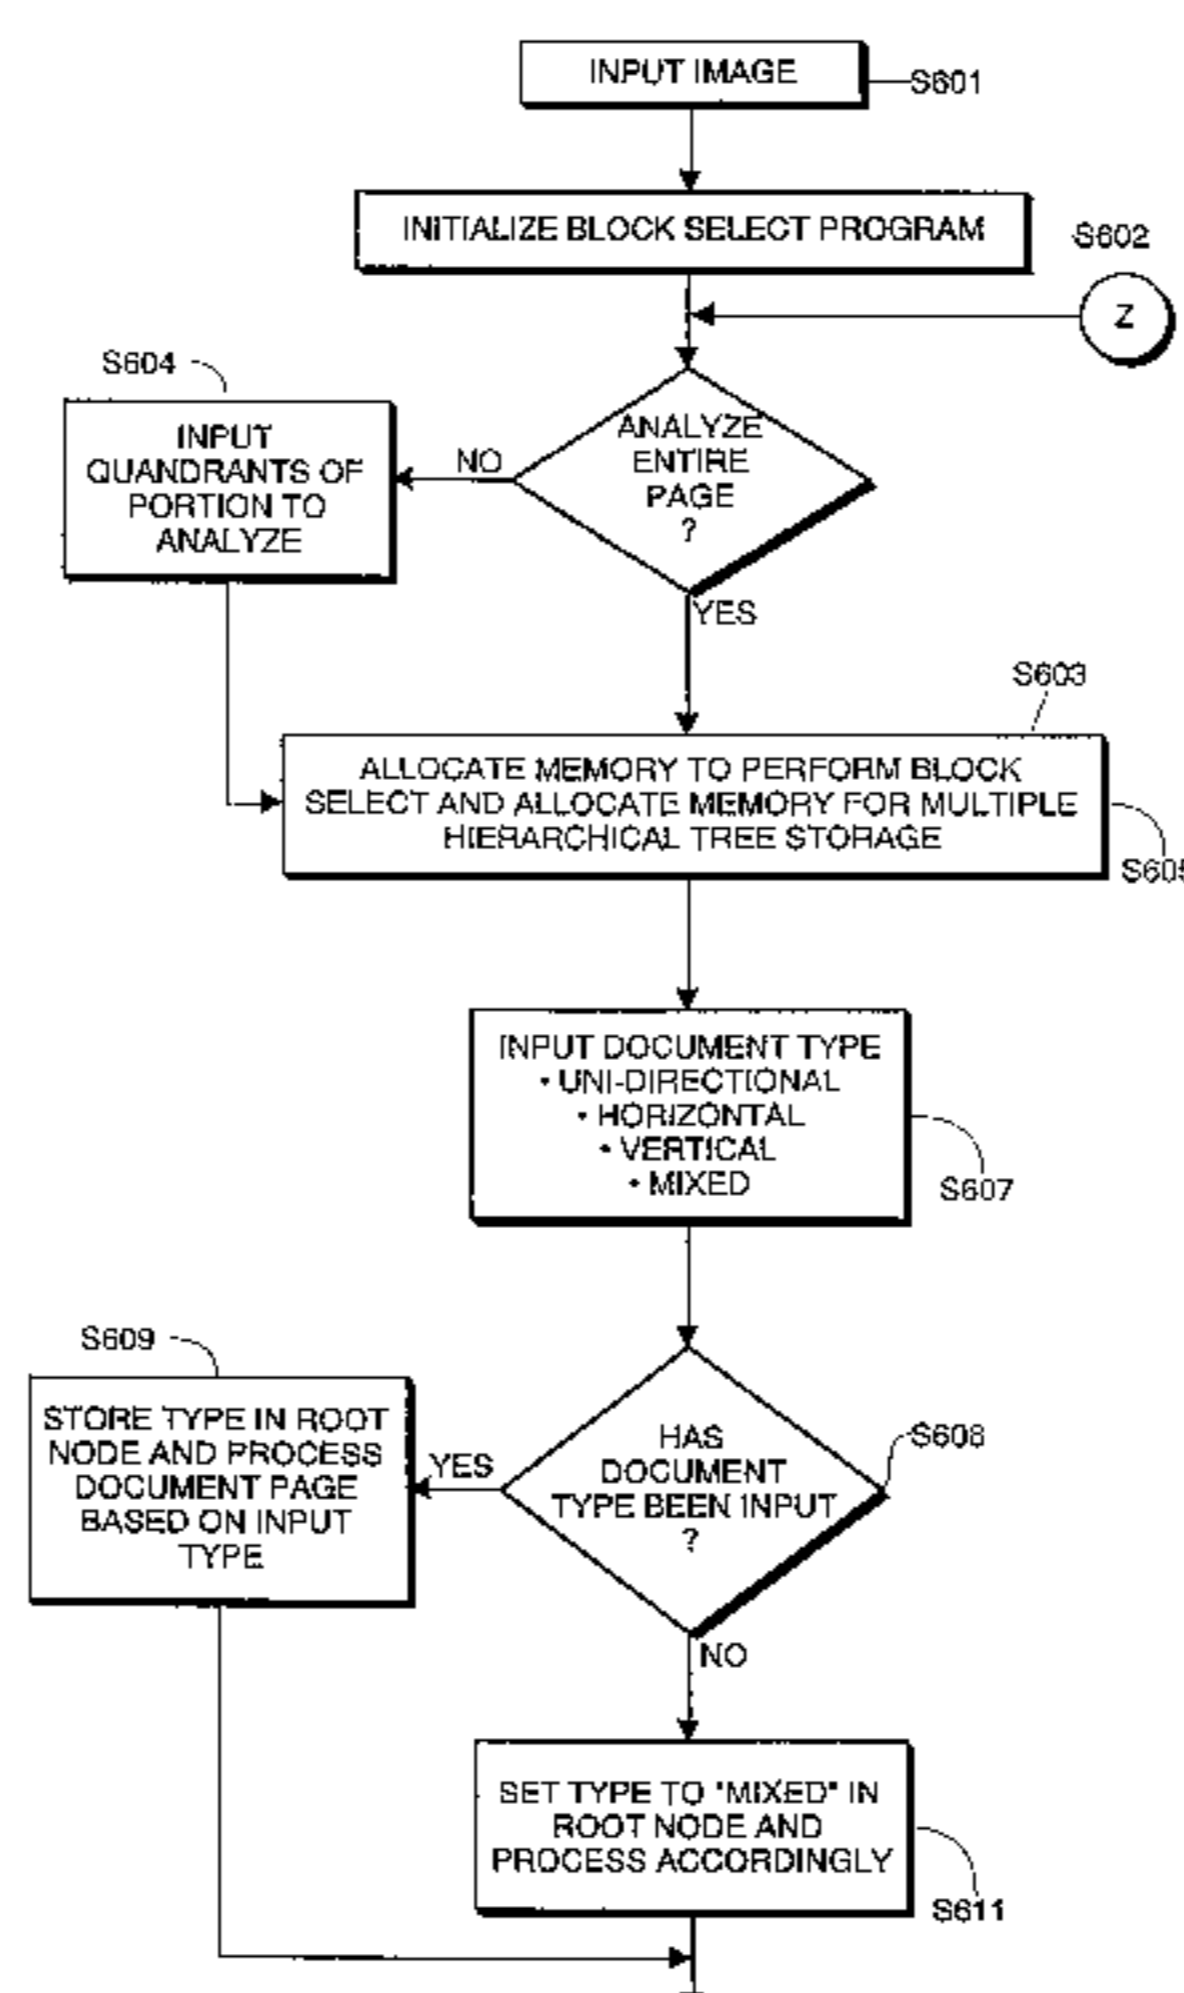 INPUT IMAGE
S601
INITIALIZE BLOCK SELECT PROGRAM
S602
Z
S604
INPUT
QUANDRANTS OF
PORTION TO
ANALYZE
NO
ANALYZE
ENTIRE
PAGE
?
YES
S603
ALLOCATE MEMORY TO PERFORM BLOCK
SELECT AND ALLOCATE MEMORY FOR MULTIPLE
HIERARCHICAL TREE STORAGE
S605
INPUT DOCUMENT TYPE
• UNI-DIRECTIONAL
• HORIZONTAL
• VERTICAL
• MIXED
S607
S609
STORE TYPE IN ROOT
NODE AND PROCESS
DOCUMENT PAGE
BASED ON INPUT
TYPE
YES
HAS
DOCUMENT
TYPE BEEN INPUT
?
S608
NO
SET TYPE TO "MIXED" IN
ROOT NODE AND
PROCESS ACCORDINGLY
S611